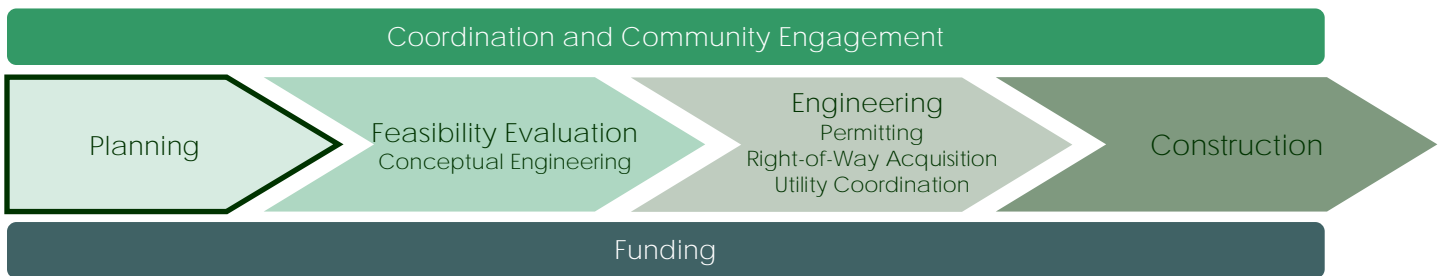 Coordination and Community Engagement
Planning
Feasibility Evaluation
Conceptual Engineering
Engineering
Permitting
Right-of-Way Acquisition
Utility Coordination
Construction
Funding